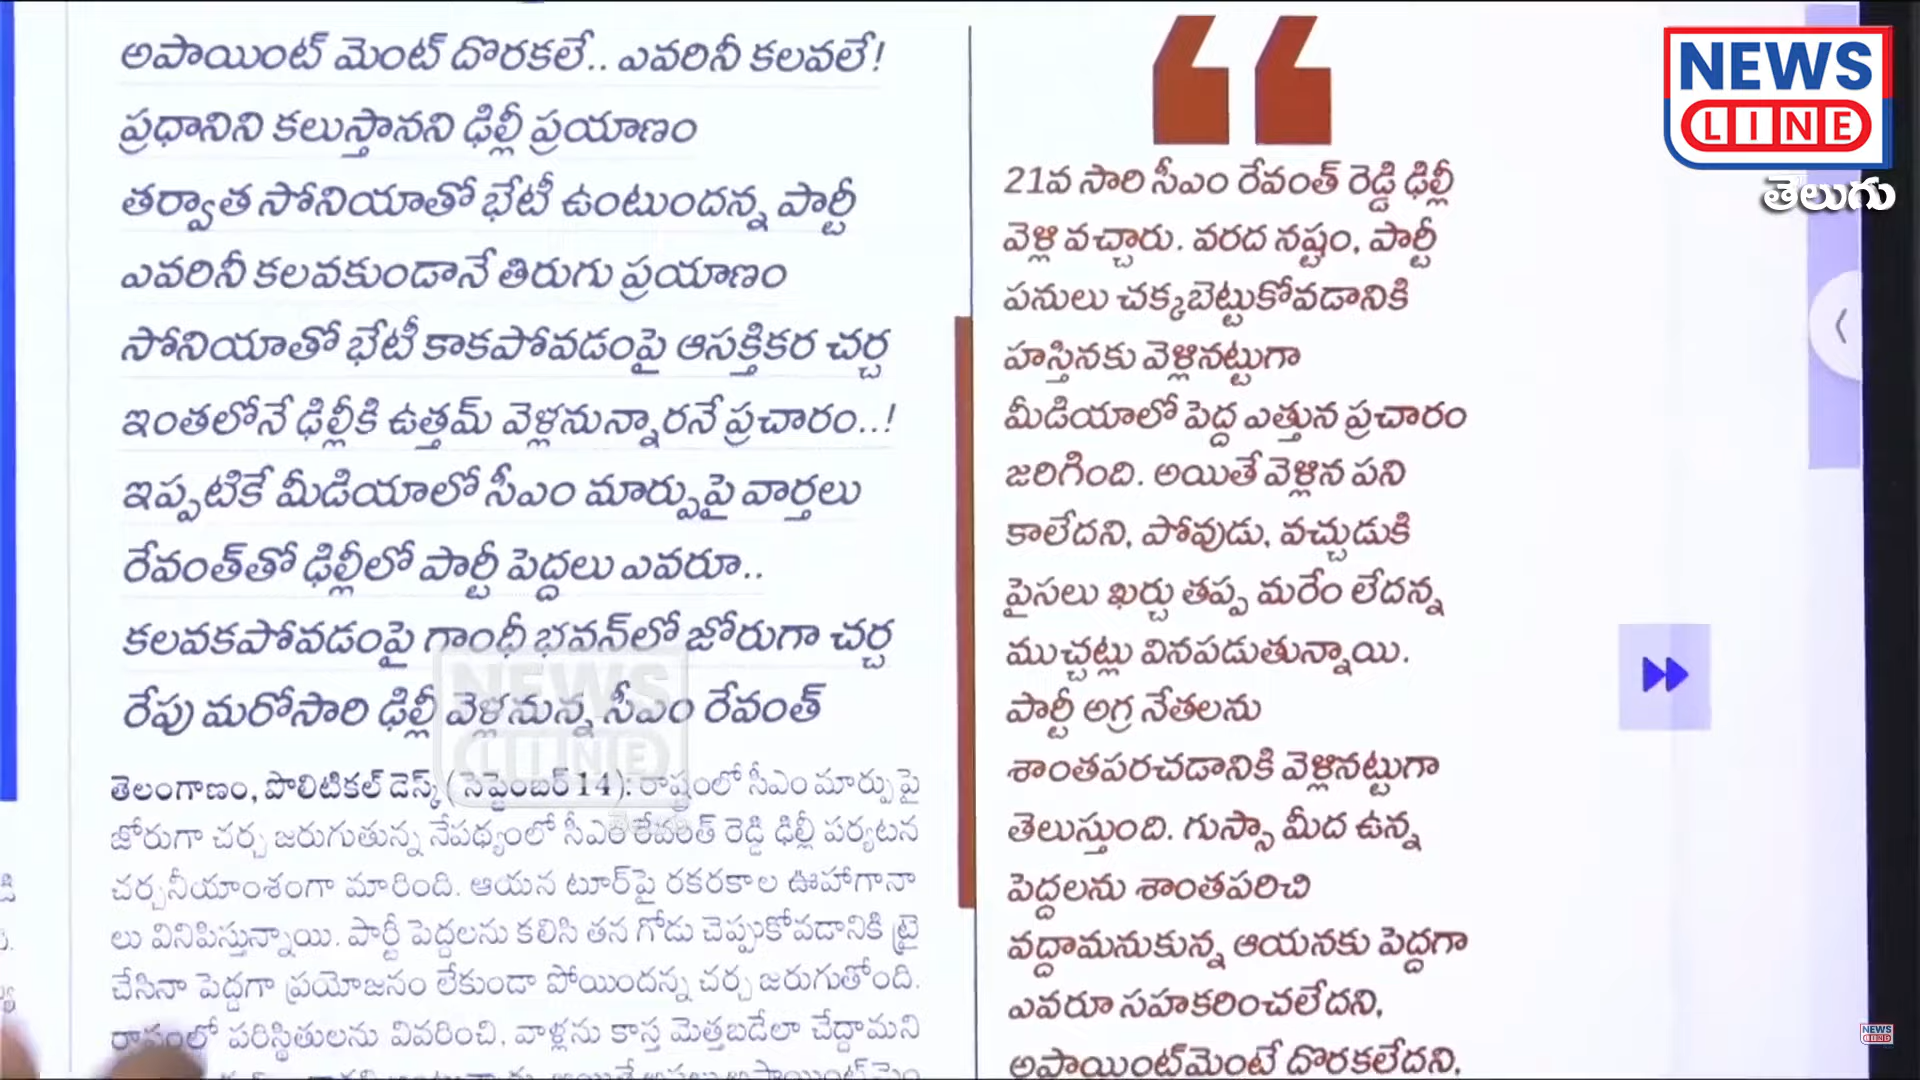 అపాయింట్ మెంట్ దొరకలే.. ఎవరినీ కలవలే!
ప్రధానిని కలుస్తానని ఢిల్లీ ప్రయాణం
తర్వాత సోనియాతో భేటీ ఉంటుందన్న పార్టీ
ఎవరినీ కలవకుండానే తిరుగు ప్రయాణం
సోనియాతో భేటీ కాకపోవడంపై ఆసక్తికర చర్చ
ఇంతలోనే ఢిల్లీకి ఉత్తమ్ వెళ్లనున్నారనే ప్రచారం..!
ఇప్పటికే మీడియాలో సీఎం మార్పుపై వార్తలు
రేవంత్‌తో ఢిల్లీలో పార్టీ పెద్దలు ఎవరూ..
కలవకపోవడంపై గాంధీ భవన్‌లో జోరుగా చర్చ
రేపు మరోసారి ఢిల్లీ వెళ్లనున్న సీఎం రేవంత్
తెలంగాణం, పొలిటికల్ డెస్క్ (సెప్టెంబర్ 14): రాష్ట్రంలో సీఎం మార్పుపై
జోరుగా చర్చ జరుగుతున్న నేపథ్యంలో సీఎం రేవంత్ రెడ్డి ఢిల్లీ పర్యటన
చర్చనీయాంశంగా మారింది. ఆయన టూర్‌పై రకరకాల ఊహాగానా
లు వినిపిస్తున్నాయి. పార్టీ పెద్దలను కలిసి తన గోడు చెప్పుకోవడానికి ట్రై
చేసినా పెద్దగా ప్రయోజనం లేకుండా పోయిందన్న చర్చ జరుగుతోంది.
పరిస్థితులను వివరించి, వాళ్లను కాస్త మెత్తబడేలా చేద్దామని
“
21వ సారి సీఎం రేవంత్ రెడ్డి ఢిల్లీ
వెళ్లి వచ్చారు. వరద నష్టం, పార్టీ
పనులు చక్కబెట్టుకోవడానికి
హస్తినకు వెళ్లినట్టుగా
మీడియాలో పెద్ద ఎత్తున ప్రచారం
జరిగింది. అయితే వెళ్లిన పని
కాలేదని, పోవుడు, వచ్చుడుకి
పైసలు ఖర్చు తప్ప మరేం లేదన్న
ముచ్చట్లు వినపడుతున్నాయి.
పార్టీ అగ్ర నేతలను
శాంతపరచడానికి వెళ్లినట్టుగా
తెలుస్తుంది. గుస్సా మీద ఉన్న
పెద్దలను శాంతపరిచి
వద్దామనుకున్న ఆయనకు పెద్దగా
ఎవరూ సహకరించలేదని,
అపాయింట్‌మెంటే దొరకలేదని,
NEWS
LINE
తెలుగు
NEWS
LINE
NEWS
LINE